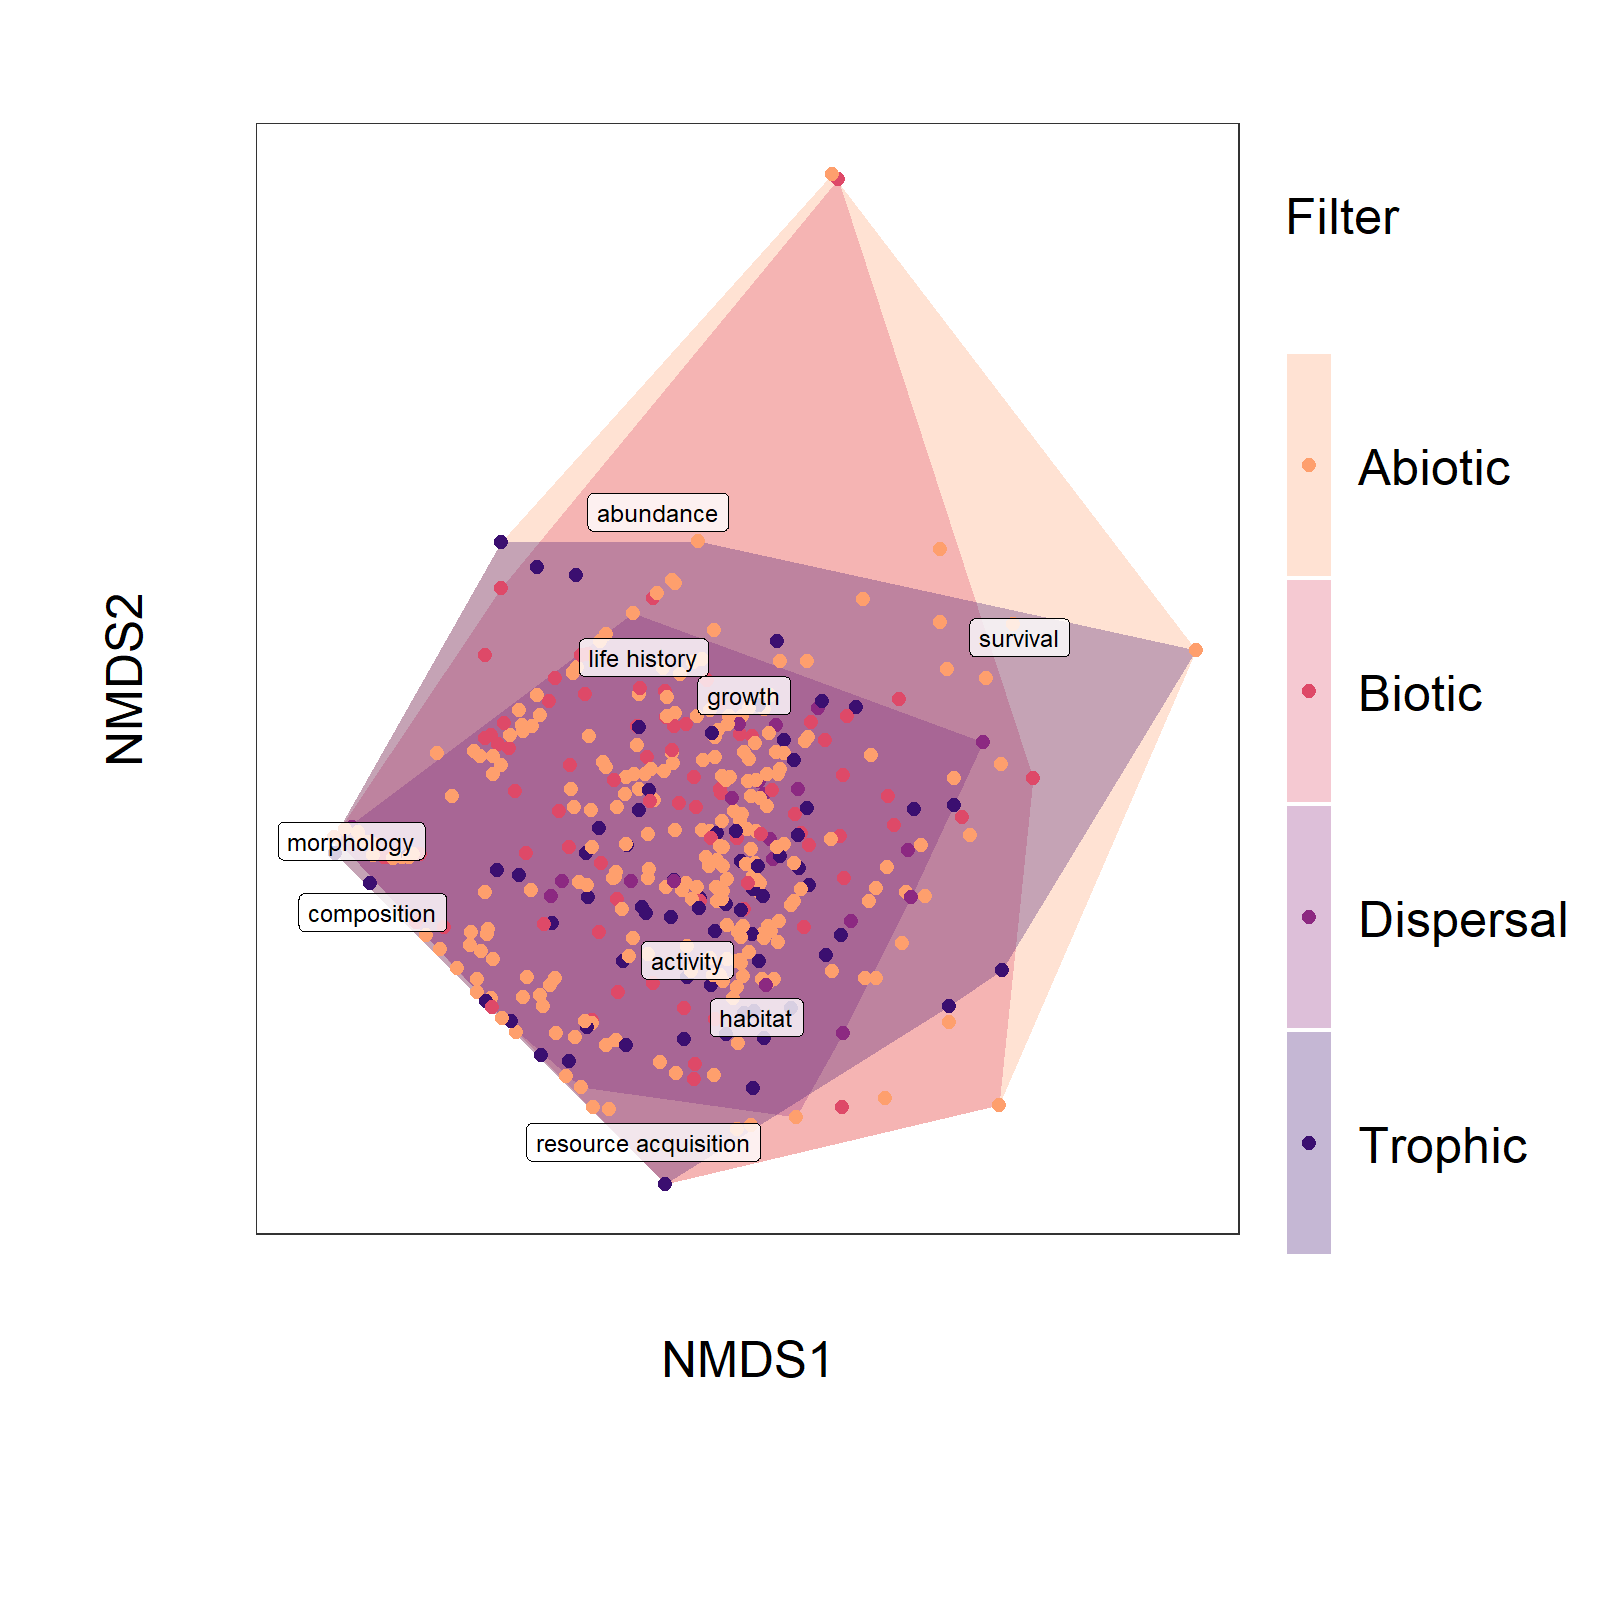 Filter
abundance
Abiotic
survival
life history
NMDS2
growth
Biotic
morphology
composition
Dispersal
activity
habitat
resource acquisition
Trophic
NMDS1